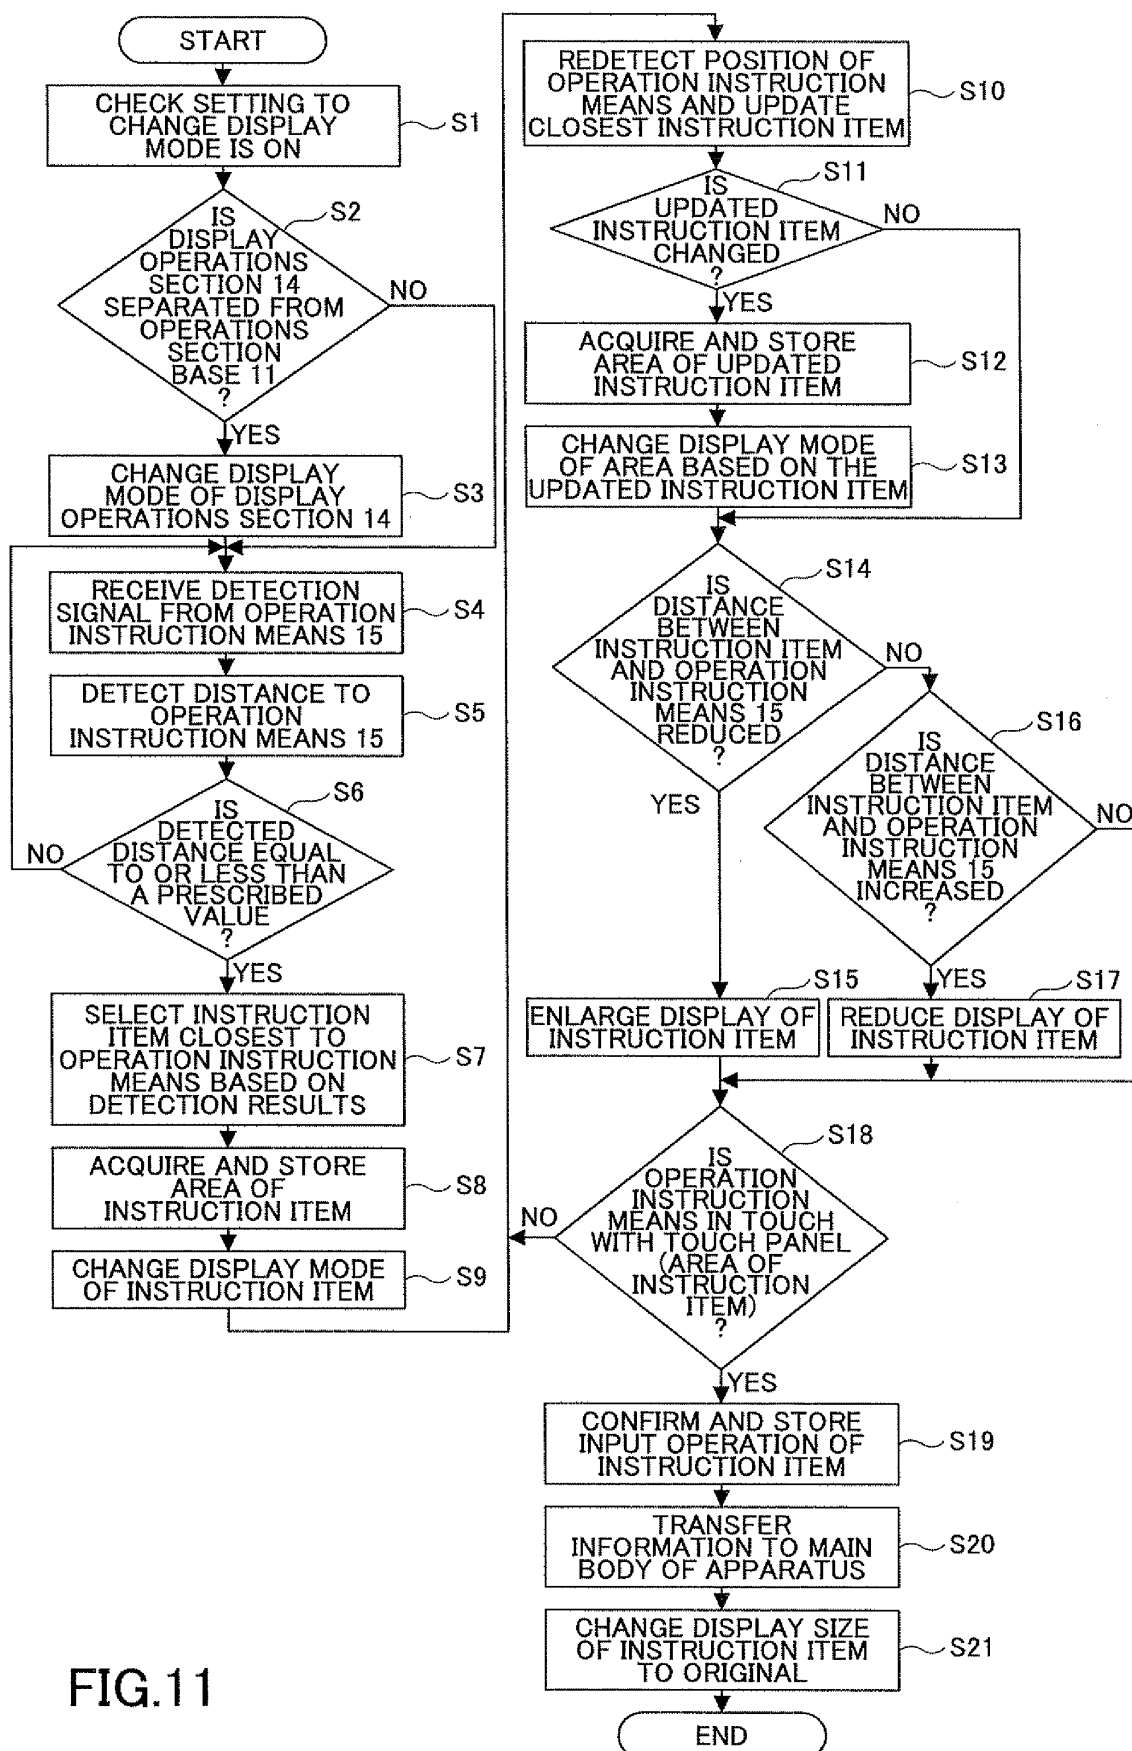 START
CHECK SETTING TO
CHANGE DISPLAY
MODE IS ON
S1
IS
DISPLAY
OPERATIONS
SECTION 14
SEPARATED FROM
OPERATIONS
SECTION
BASE 11
?
S2
NO
YES
CHANGE DISPLAY
MODE OF DISPLAY
OPERATIONS SECTION 14
S3
RECEIVE DETECTION
SIGNAL FROM OPERATION
INSTRUCTION MEANS 15
S4
DETECT DISTANCE TO
OPERATION
INSTRUCTION MEANS 15
S5
IS
DETECTED
DISTANCE EQUAL
TO OR LESS THAN
A PRESCRIBED
VALUE
?
S6
NO
YES
SELECT INSTRUCTION
ITEM CLOSEST TO
OPERATION INSTRUCTION
MEANS BASED ON
DETECTION RESULTS
S7
ACQUIRE AND STORE
AREA OF
INSTRUCTION ITEM
S8
CHANGE DISPLAY MODE
OF INSTRUCTION ITEM
S9
REDETECT POSITION OF
OPERATION INSTRUCTION
MEANS AND UPDATE
CLOSEST INSTRUCTION ITEM
S10
IS
UPDATED
INSTRUCTION ITEM
CHANGED
?
S11
NO
YES
ACQUIRE AND STORE
AREA OF UPDATED
INSTRUCTION ITEM
S12
CHANGE DISPLAY MODE
OF AREA BASED ON THE
UPDATED INSTRUCTION ITEM
S13
IS
DISTANCE
BETWEEN
INSTRUCTION ITEM
AND OPERATION
INSTRUCTION
MEANS 15
REDUCED
?
S14
NO
YES
IS
DISTANCE
BETWEEN
INSTRUCTION ITEM
AND OPERATION
INSTRUCTION
MEANS 15
INCREASED
?
S16
NO
YES
ENLARGE DISPLAY OF
INSTRUCTION ITEM
S15
REDUCE DISPLAY OF
INSTRUCTION ITEM
S17
IS
OPERATION
INSTRUCTION
MEANS IN TOUCH
WITH TOUCH PANEL
(AREA OF
INSTRUCTION
ITEM)
?
S18
NO
YES
CONFIRM AND STORE
INPUT OPERATION OF
INSTRUCTION ITEM
S19
TRANSFER
INFORMATION TO MAIN
BODY OF APPARATUS
S20
CHANGE DISPLAY SIZE
OF INSTRUCTION ITEM
TO ORIGINAL
S21
END
FIG.11